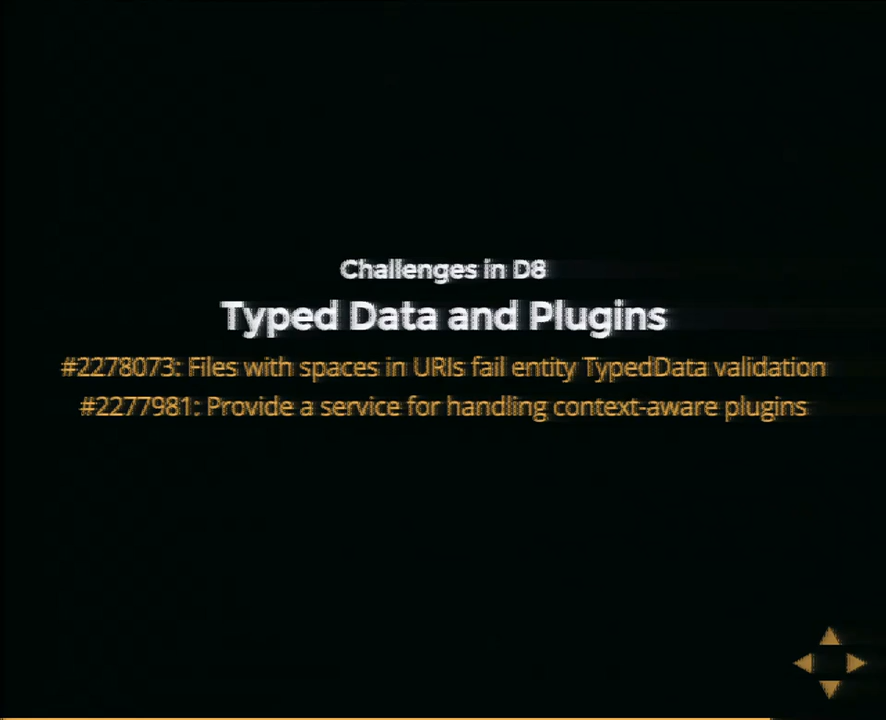 Challenges in D8
Typed Data and Plugins
#2278073: Files with spaces in URIs fail entity TypedData validation
#2277981: Provide a service for handling context-aware plugins